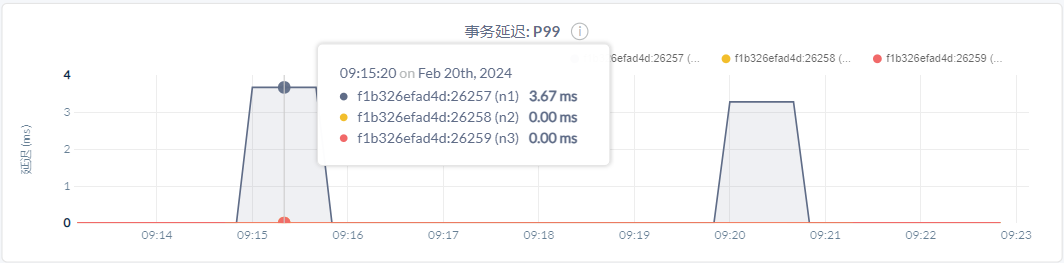 事务延迟: P99
efad4d:26257 (...
f1b326efad4d:26258 (...
f1b326efad4d:26259 (...
09:15:20 on Feb 20th, 2024
f1b326efad4d:26257 (n1) 3.67 ms
f1b326efad4d:26258 (n2) 0.00 ms
f1b326efad4d:26259 (n3) 0.00 ms
延迟 (ms)
4
3
2
1
0
09:14 09:15 09:16 09:17 09:18 09:19 09:20 09:21 09:22 09:23